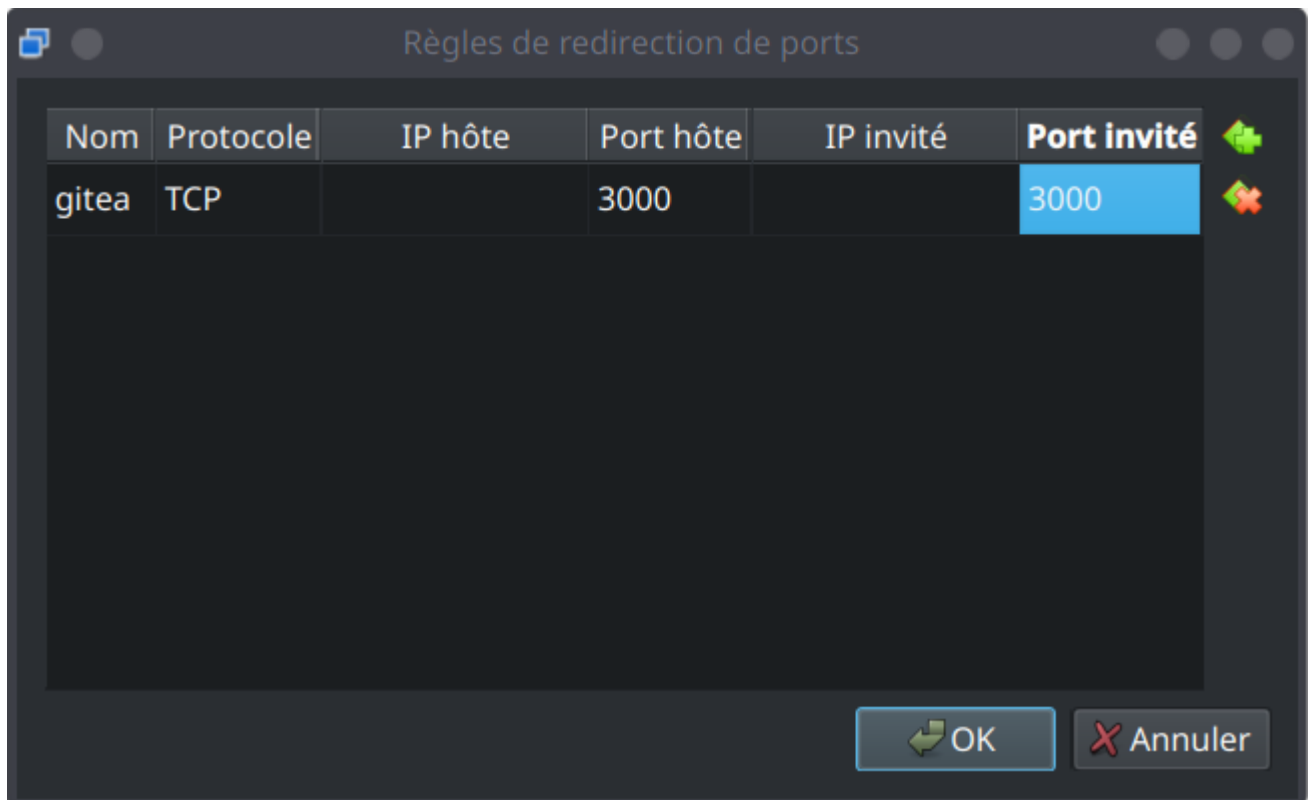 Règles de redirection de ports
Nom Protocole IP hôte Port hôte IP invité Port invité
gitea TCP 3000 3000
OK Annuler